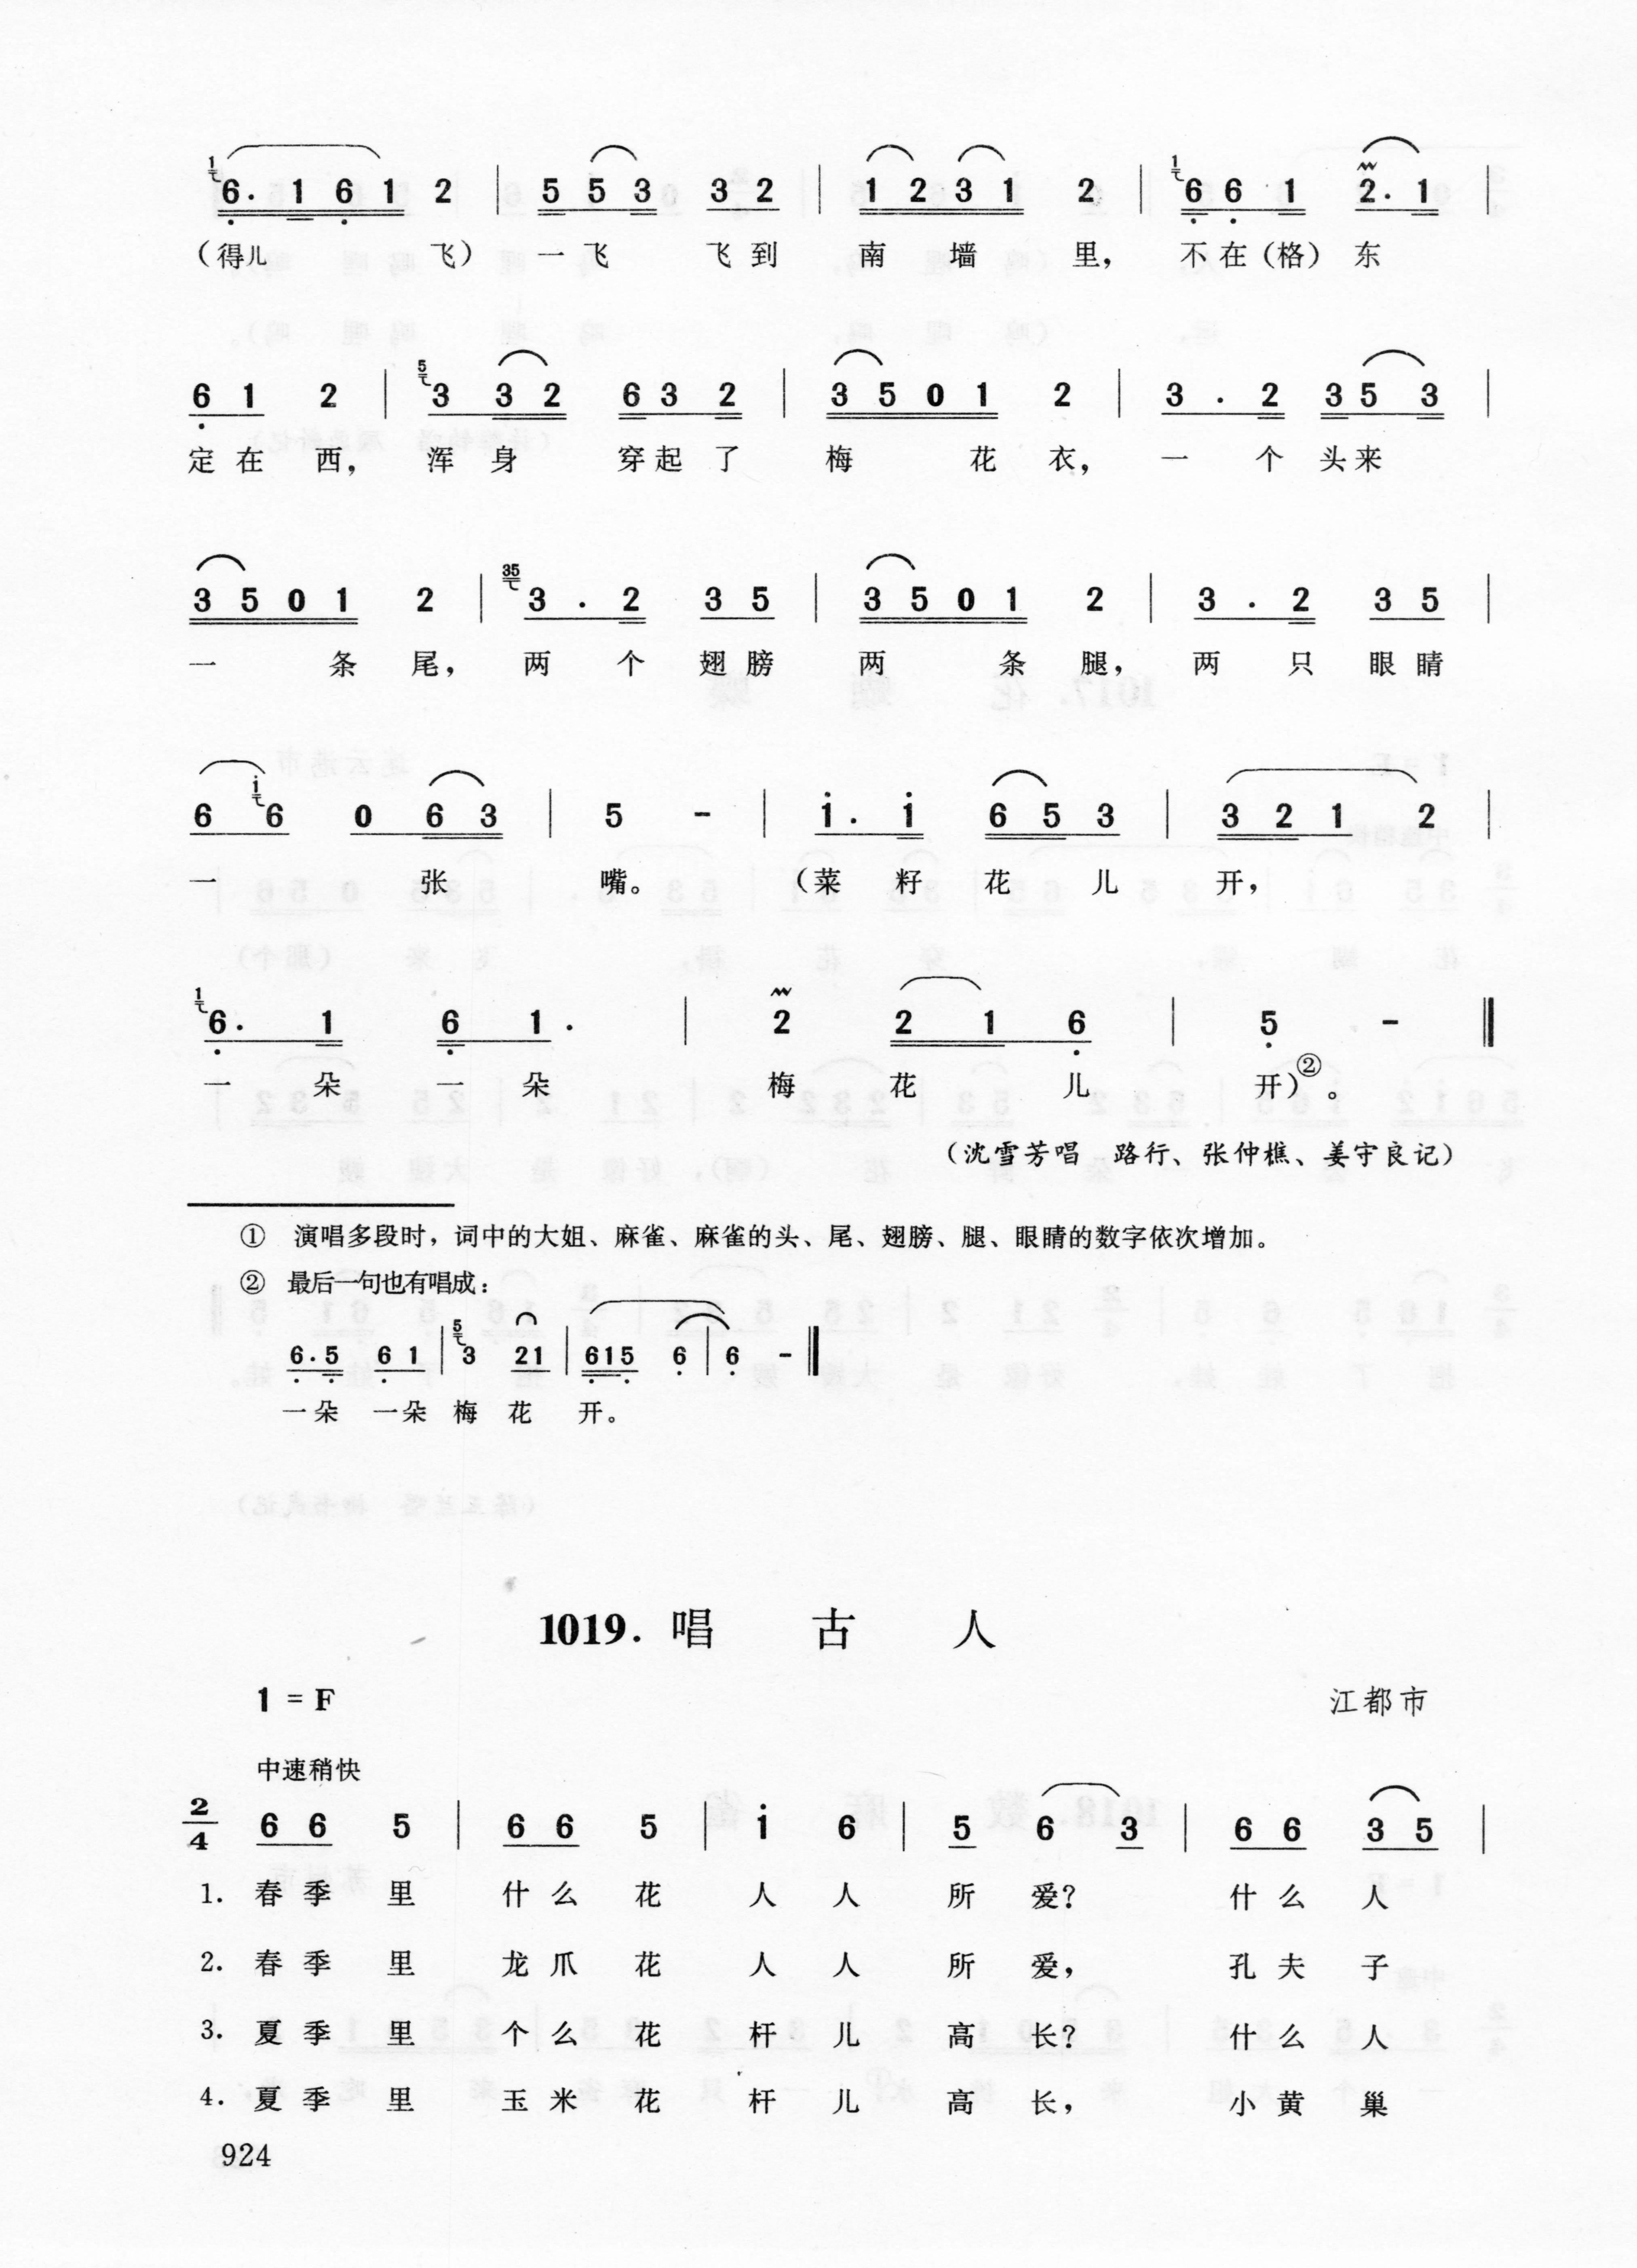 1 6. 1 6 1 2 | 5 5 3 3 2 | 1 2 3 1 2 | 1 6 6 1 2. 1 |
(得儿 飞) 一飞 飞到 南 墙 里, 不在(格)东
6 1 2 | 5 3 3 2 6 3 2 | 3 5 0 1 2 | 3 . 2 3 5 3 |
定在 西, 浑身 穿起了 梅 花 衣, 一 个 头来
3 5 0 1 2 | 35 3 . 2 3 5 | 3 5 0 1 2 | 3 . 2 3 5 |
一 条 尾, 两 个 翅膀 两 条 腿, 两 只 眼睛
6 i 6 0 6 3 | 5 - | i. i 6 5 3 | 3 2 1 2 |
一 张 嘴。 (菜 籽 花 儿 开,
1 6. 1 6 1. | 2 2 1 6 | 5 - ‖
一 朵 一 朵 梅 花 儿 开)② 。
(沈雪芳唱 路行、张仲樵、姜守良记)
① 演唱多段时,词中的大姐、麻雀、麻雀的头、尾、翅膀、腿、眼睛的数字依次增加。
② 最后一句也有唱成:
6.5 6 1 | 5 3 21 | 615 6 | 6 - ‖
一朵 一朵 梅 花 开。
1019. 唱 古 人
1 = F 江都市
中速稍快
2/4 6 6 5 | 6 6 5 | i 6 | 5 6 3 | 6 6 3 5 |
1. 春季 里 什么 花 人 人 所 爱? 什么 人
2. 春季 里 龙爪 花 人 人 所 爱, 孔夫 子
3. 夏季 里 个么 花 杆 儿 高 长? 什么 人
4. 夏季 里 玉米 花 杆 儿 高 长, 小黄 巢
924